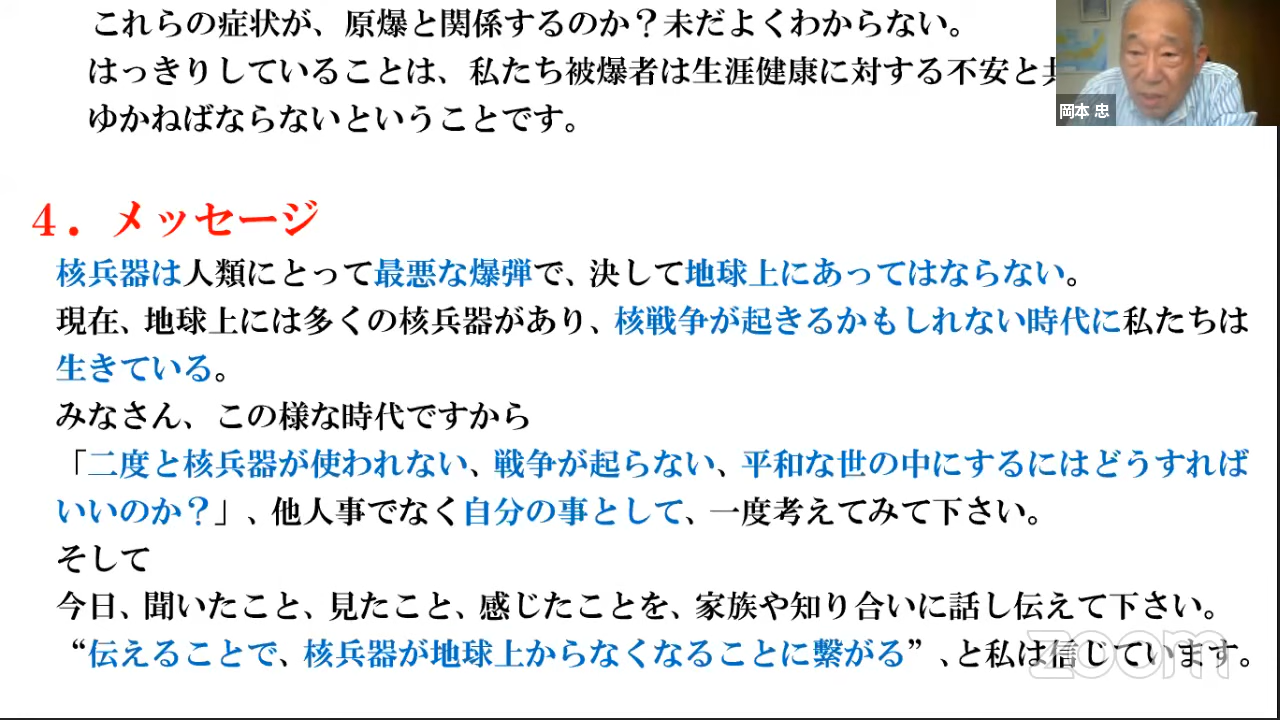 これらの症状が、原爆と関係するのか？未だよくわからない。
はっきりしていることは、私たち被爆者は生涯健康に対する不安と
ゆかねばならないということです。
岡本 忠
４．メッセージ
核兵器は人類にとって最悪な爆弾で、決して地球上にあってはならない。
現在、地球上には多くの核兵器があり、核戦争が起きるかもしれない時代に私たちは
生きている。
みなさん、この様な時代ですから
「二度と核兵器が使われない、戦争が起らない、平和な世の中にするにはどうすれば
いいのか？」、他人事でなく自分の事として、一度考えてみて下さい。
そして
今日、聞いたこと、見たこと、感じたことを、家族や知り合いに話し伝えて下さい。
“伝えることで、核兵器が地球上からなくなることに繋がる”、と私は信じています。
zoom